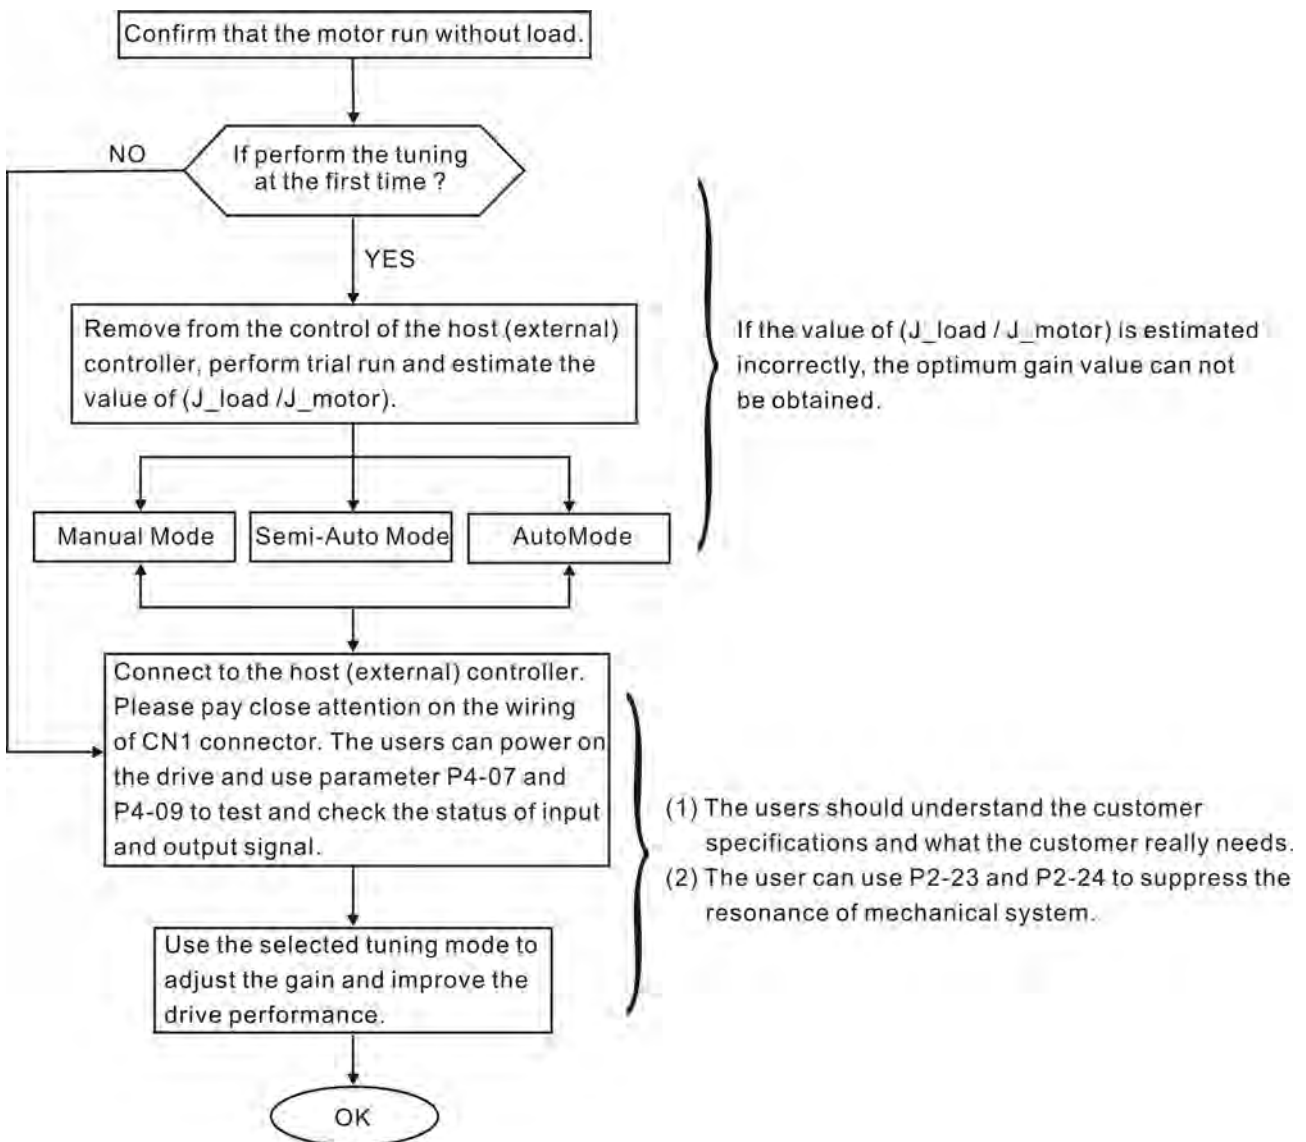 Confirm that the motor run without load.
NO
If perform the tuning
at the first time ?
YES
Remove from the control of the host (external)
controller, perform trial run and estimate the
value of (J_load /J_motor).
If the value of (J_load / J_motor) is estimated
incorrectly, the optimum gain value can not
be obtained.
Manual Mode
Semi-Auto Mode
AutoMode
Connect to the host (external) controller.
Please pay close attention on the wiring
of CN1 connector. The users can power on
the drive and use parameter P4-07 and
P4-09 to test and check the status of input
and output signal.
(1) The users should understand the customer
specifications and what the customer really needs.
(2) The user can use P2-23 and P2-24 to suppress the
resonance of mechanical system.
Use the selected tuning mode to
adjust the gain and improve the
drive performance.
OK